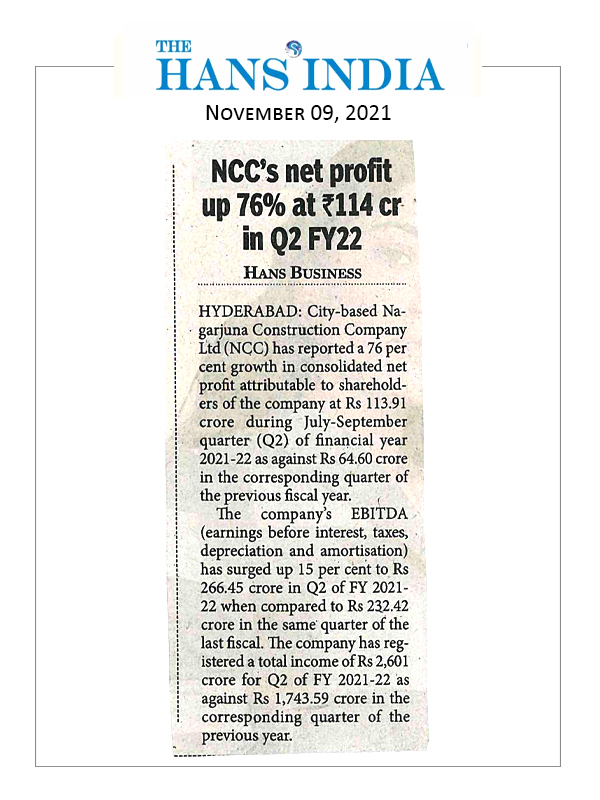 THE
HANS INDIA
NOVEMBER 09, 2021
NCC's net profit
up 76% at ₹114 cr
in Q2 FY22
HANS BUSINESS
HYDERABAD: City-based Na-
garjuna Construction Company
Ltd (NCC) has reported a 76 per
cent growth in consolidated net
profit attributable to sharehold-
ers of the company at Rs 113.91
crore during July-September
quarter (Q2) of financial year
2021-22 as against Rs 64.60 crore
in the corresponding quarter of
the previous fiscal year.
The company's EBITDA
(earnings before interest, taxes,
depreciation and amortisation)
has surged up 15 per cent to Rs
266.45 crore in Q2 of FY 2021-
22 when compared to Rs 232.42
crore in the same quarter of the
last fiscal. The company has reg-
istered a total income of Rs 2,601
crore for Q2 of FY 2021-22 as
against Rs 1,743.59 crore in the
corresponding quarter of the
previous year.